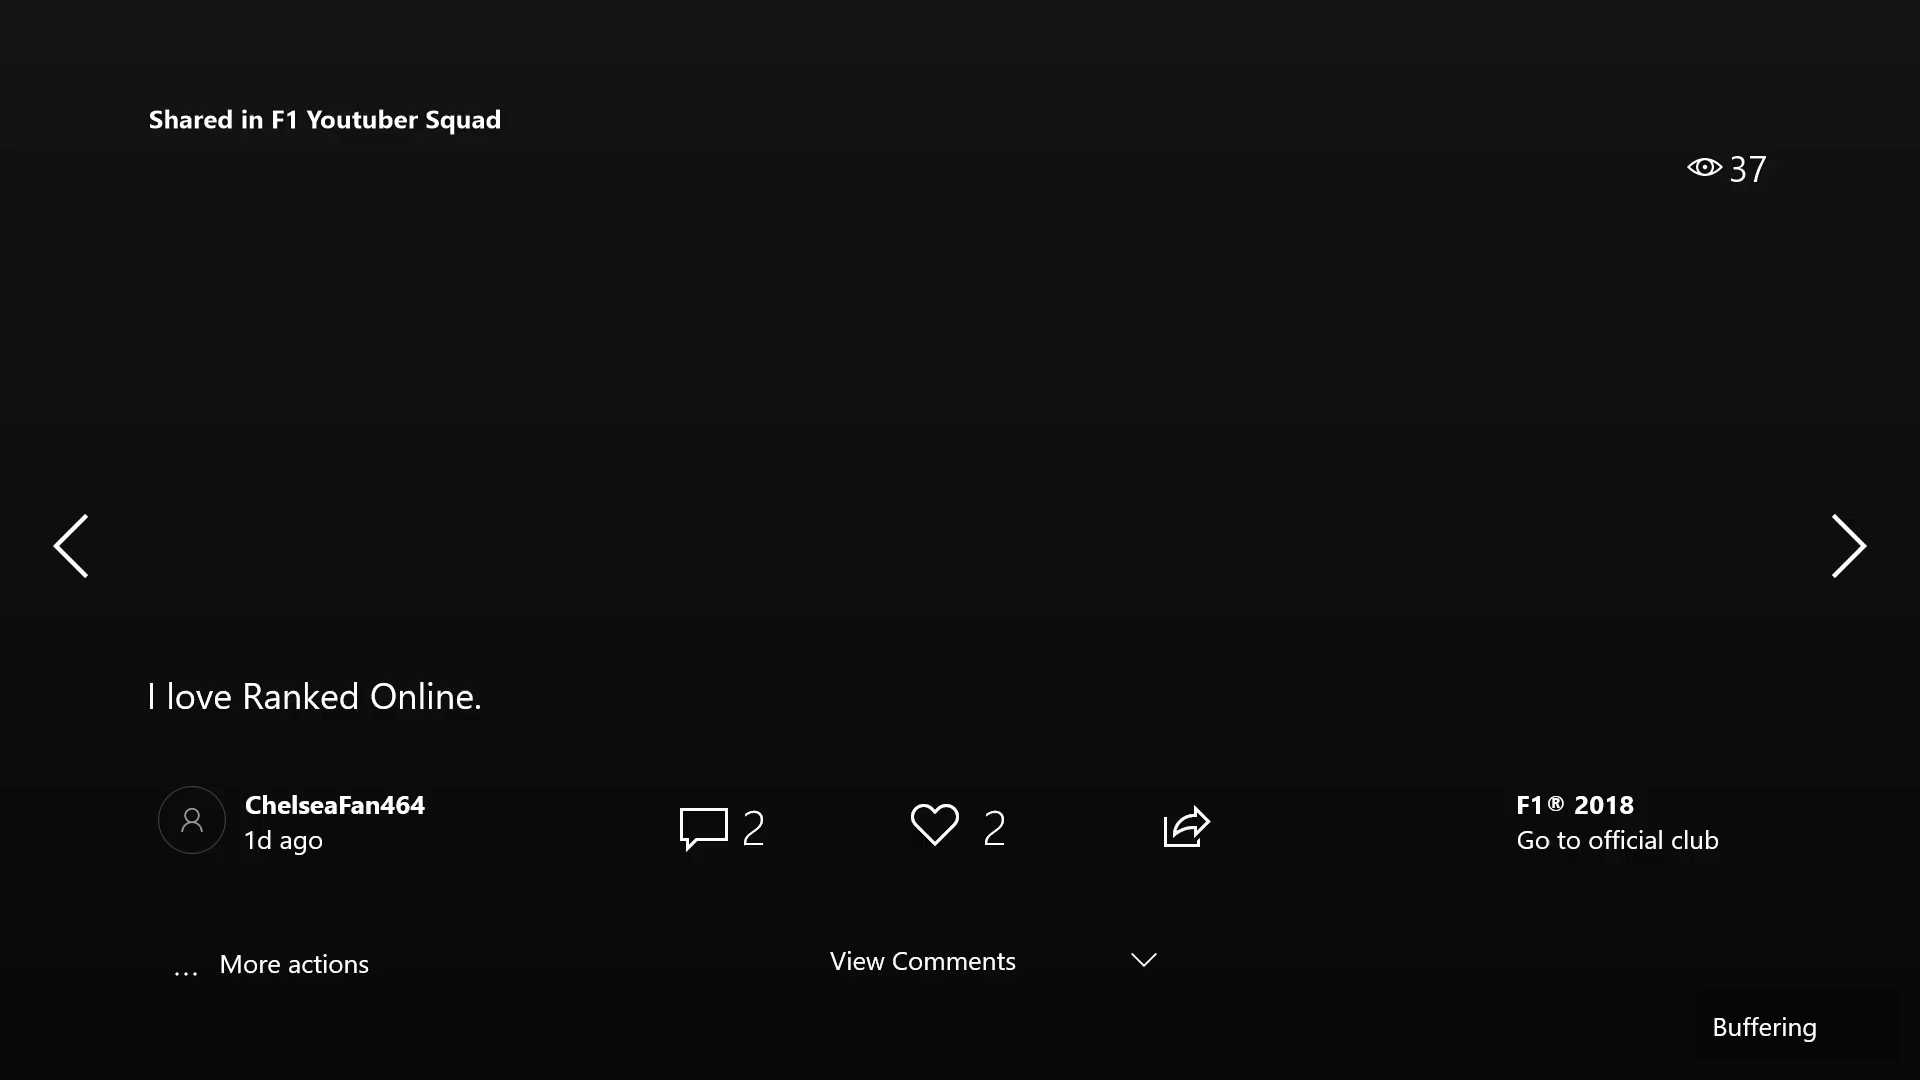 Shared in F1 Youtuber Squad
37
I love Ranked Online.
ChelseaFan464
1d ago
2
2
F1® 2018
Go to official club
... More actions
View Comments
Buffering